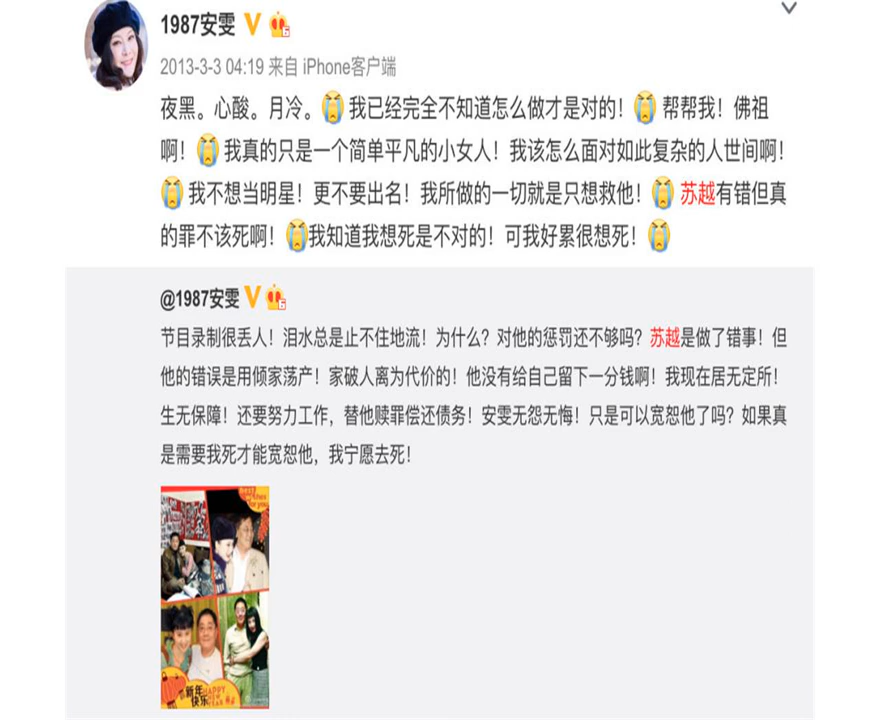 1987安雯
2013-3-3 04:19 来自 iPhone客户端
夜黑。心酸。月冷。😭我已经完全不知道怎么做才是对的！😭帮帮我！佛祖
啊！😭我真的只是一个简单平凡的小女人！我该怎么面对如此复杂的人世间啊！
😭我不想当明星！更不要出名！我所做的一切就是只想救他！😭苏越有错但真
的罪不该死啊！😭我知道我想死是不对的！可我好累很想死！😭
@1987安雯
节目录制很丢人！泪水总是止不住地流！为什么？对他的惩罚还不够吗？苏越是做了错事！但
他的错误是用倾家荡产！家破人离为代价的！他没有给自己留下一分钱啊！我现在居无定所！
生无保障！还要努力工作，替他赎罪偿还债务！安雯无怨无悔！只是可以宽恕他了吗？如果真
是需要我死才能宽恕他，我宁愿去死！
新年
快乐
HAPPY
NEW
YEAR